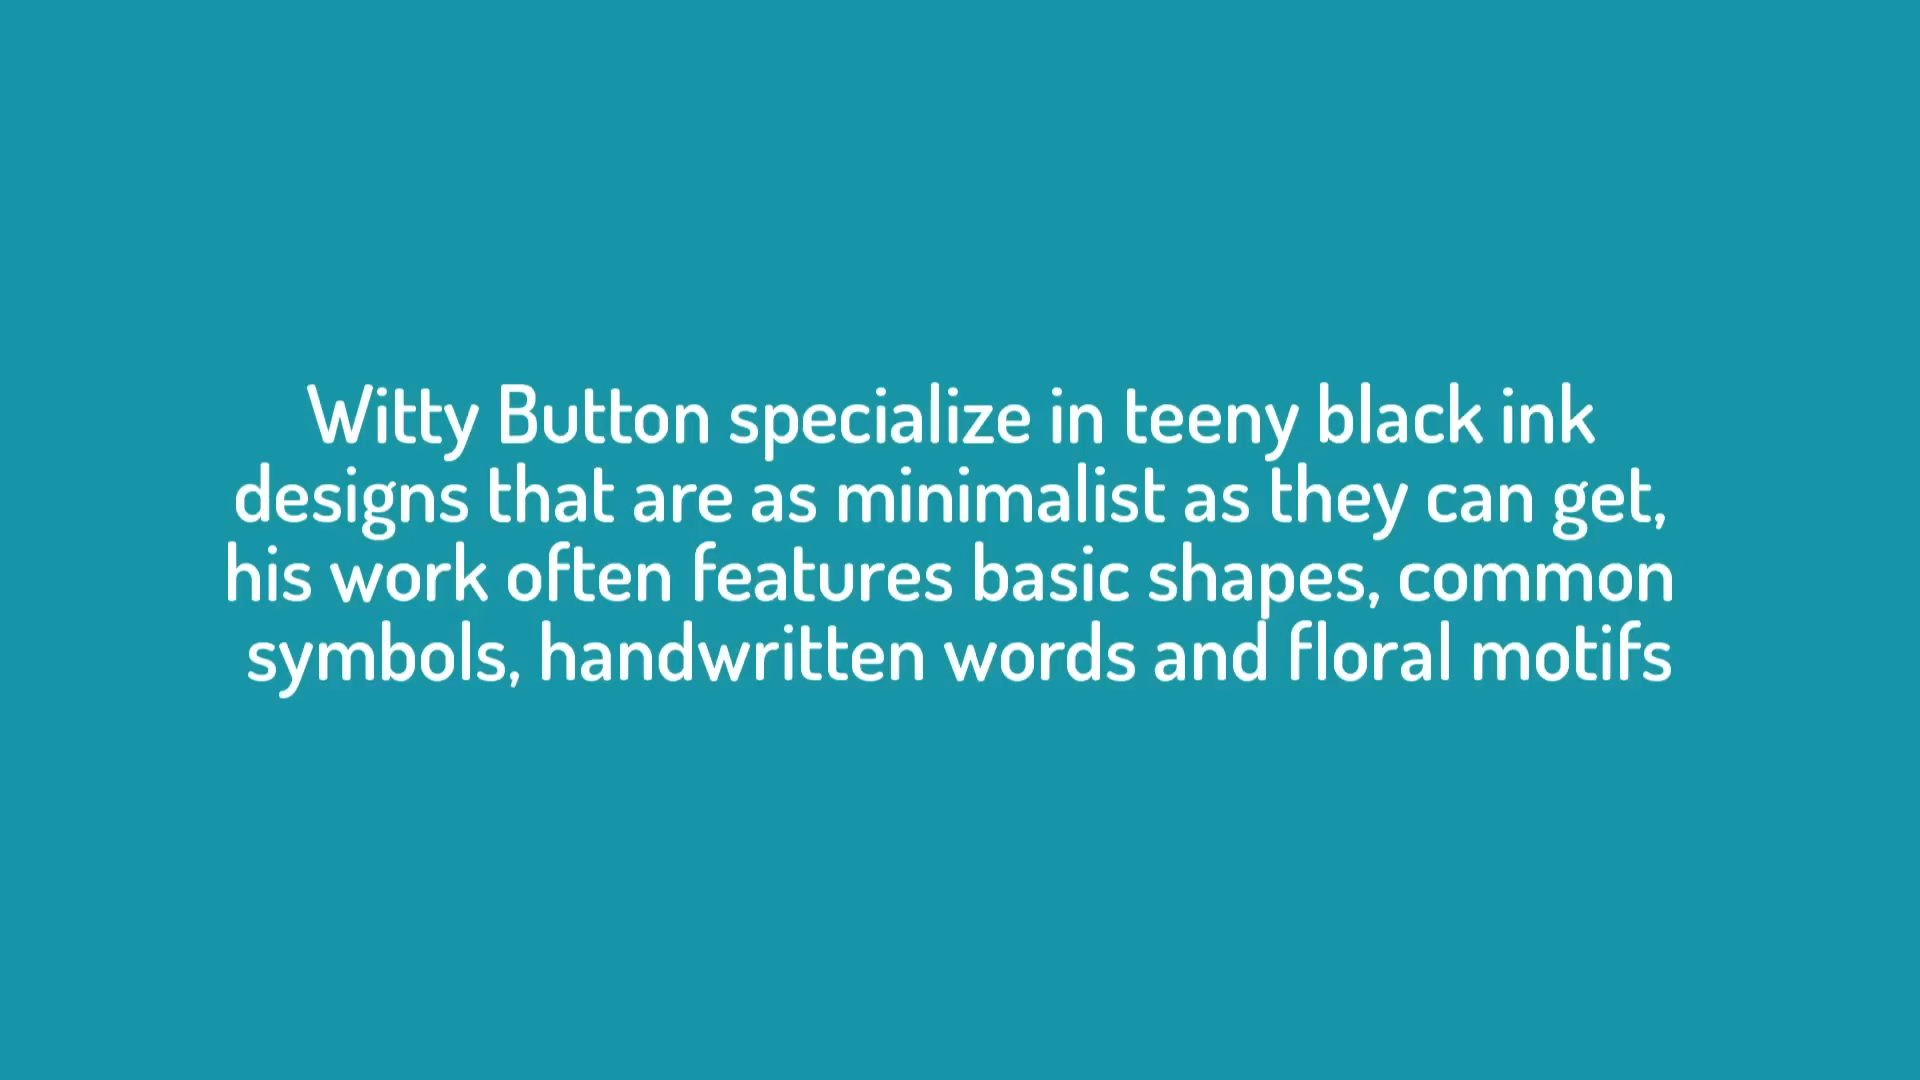 Witty Button specialize in teeny black ink
designs that are as minimalist as they can get,
his work often features basic shapes, common
symbols, handwritten words and floral motifs